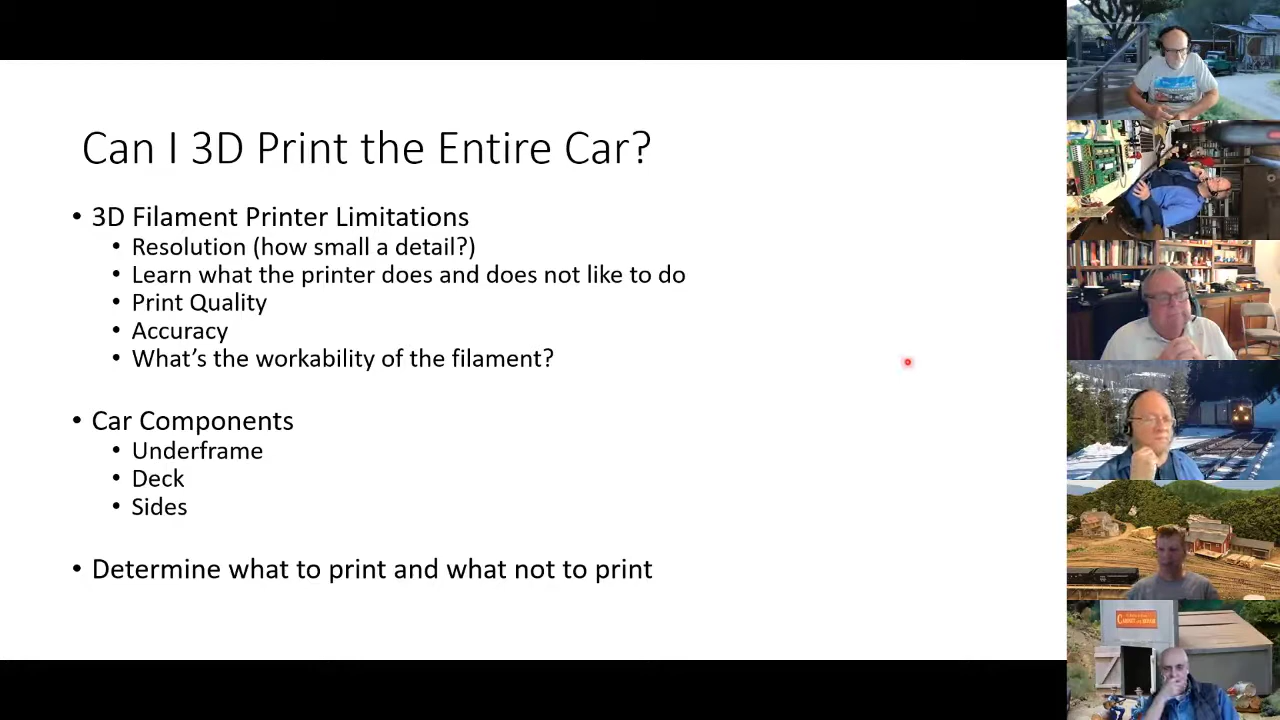 Can I 3D Print the Entire Car?
• 3D Filament Printer Limitations
• Resolution (how small a detail?)
• Learn what the printer does and does not like to do
• Print Quality
• Accuracy
• What's the workability of the filament?
• Car Components
• Underframe
• Deck
• Sides
• Determine what to print and what not to print